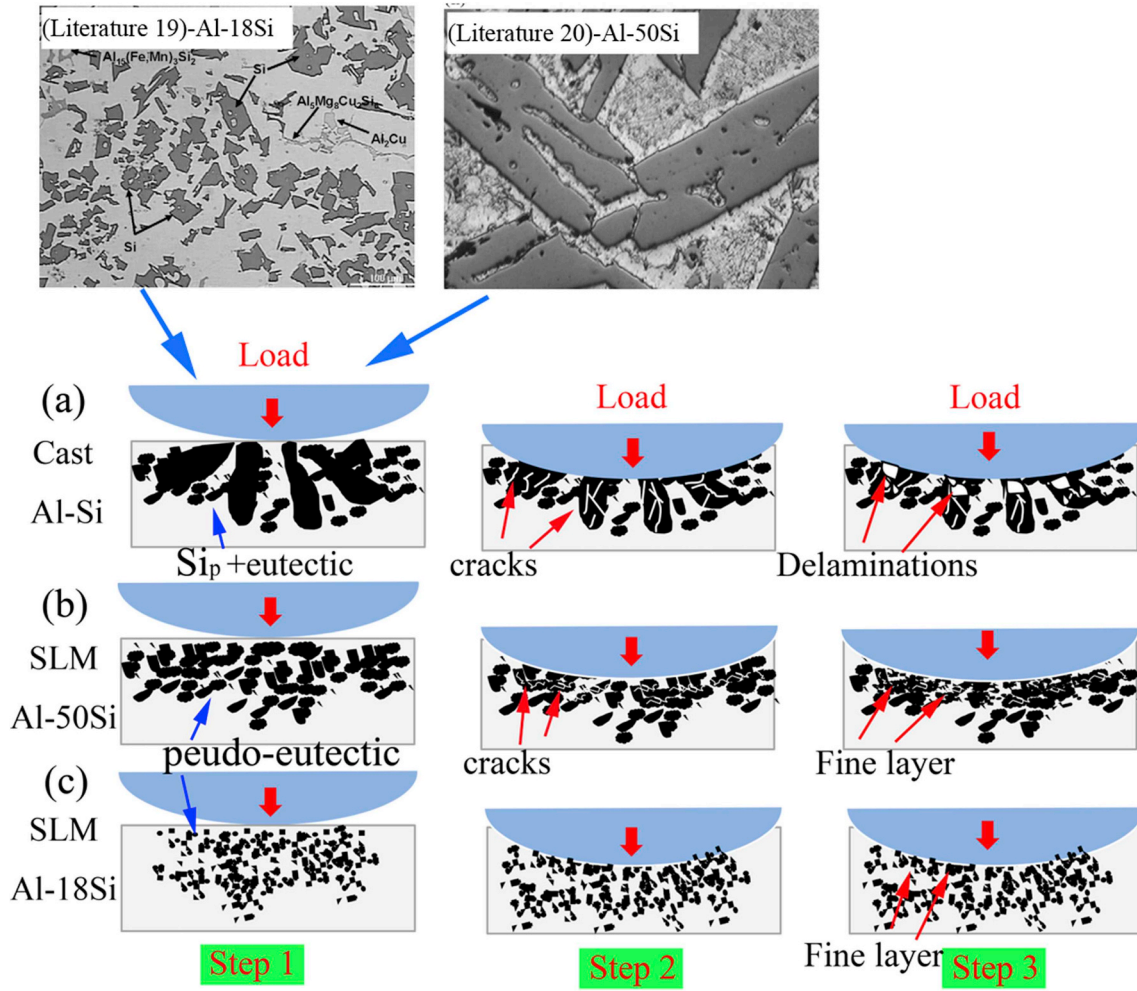 (Literature 19)-Al-18Si
(Literature 20)-Al-50Si
Al15(Fe,Mn)3Si2
Si
Al5Mg8Cu2Si6
Al2Cu
Si
100 µm
Load
Load
Load
(a)
Cast
Al-Si
Sip +eutectic
cracks
Delaminations
(b)
SLM
Al-50Si
peudo-eutectic
cracks
Fine layer
(c)
SLM
Al-18Si
Fine layer
Step 1
Step 2
Step 3